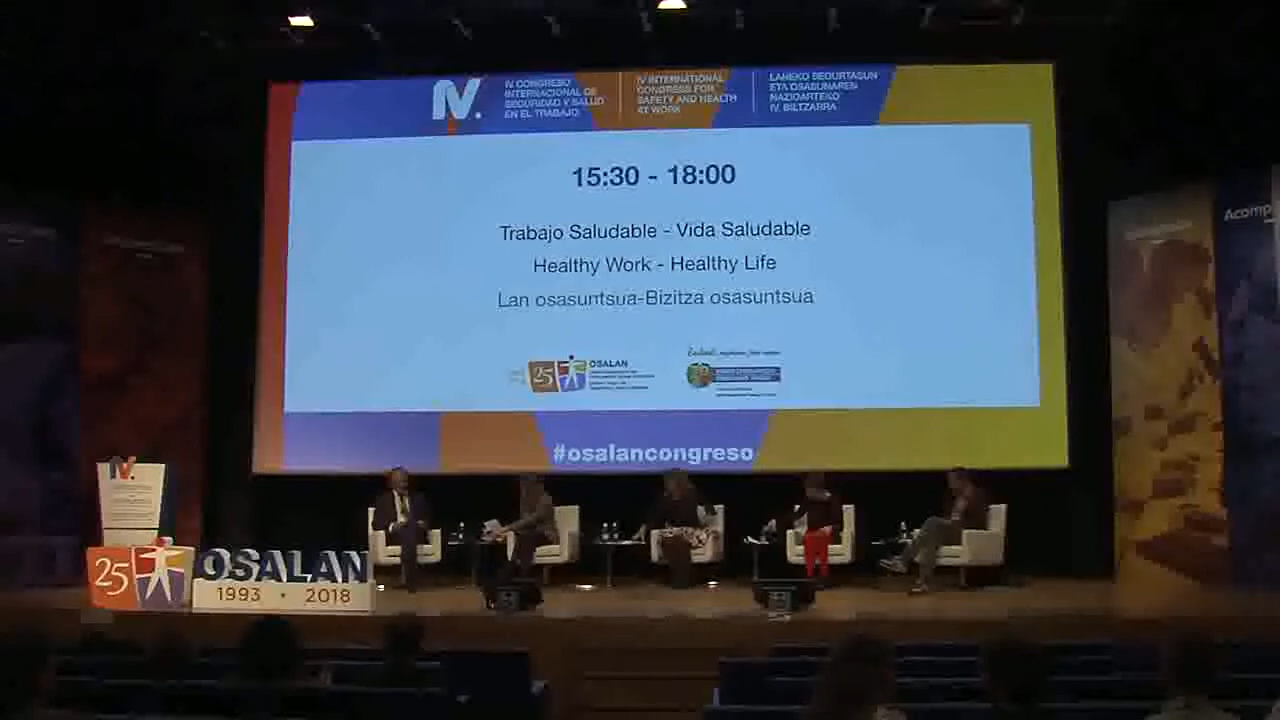 IV.
IV CONGRESO
INTERNACIONAL DE
SEGURIDAD Y SALUD
EN EL TRABAJO
IV INTERNATIONAL
CONGRESS FOR
SAFETY AND HEALTH
AT WORK
LANEKO SEGURTASUN
ETA OSASUNAREN
NAZIOARTEKO
IV. BILTZARRA
15:30 - 18:00
Trabajo Saludable - Vida Saludable
Healthy Work - Healthy Life
Lan osasuntsua-Bizitza osasuntsua
25
OSALAN
#osalancongreso
Acomp
IV.
25
OSALAN
1993 · 2018